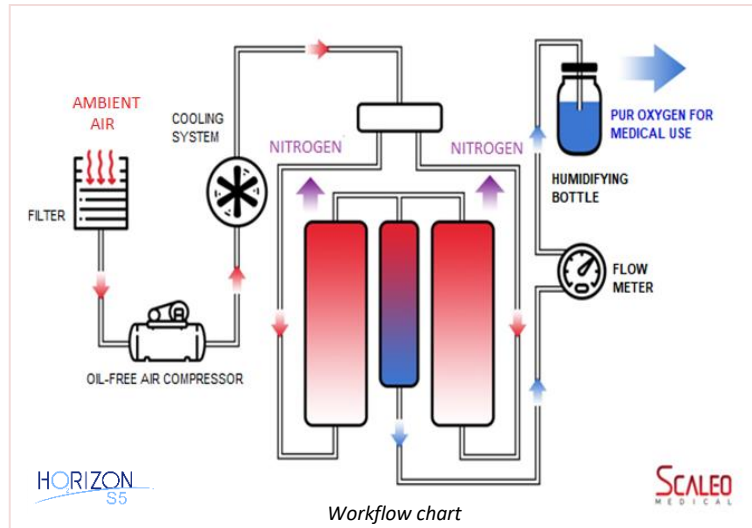 AMBIENT
AIR
FILTER
OIL-FREE AIR COMPRESSOR
COOLING
SYSTEM
NITROGEN
NITROGEN
PUR OXYGEN FOR
MEDICAL USE
HUMIDIFYING
BOTTLE
FLOW
METER
HORIZON
S5
Workflow chart
SCALEO
MEDICAL